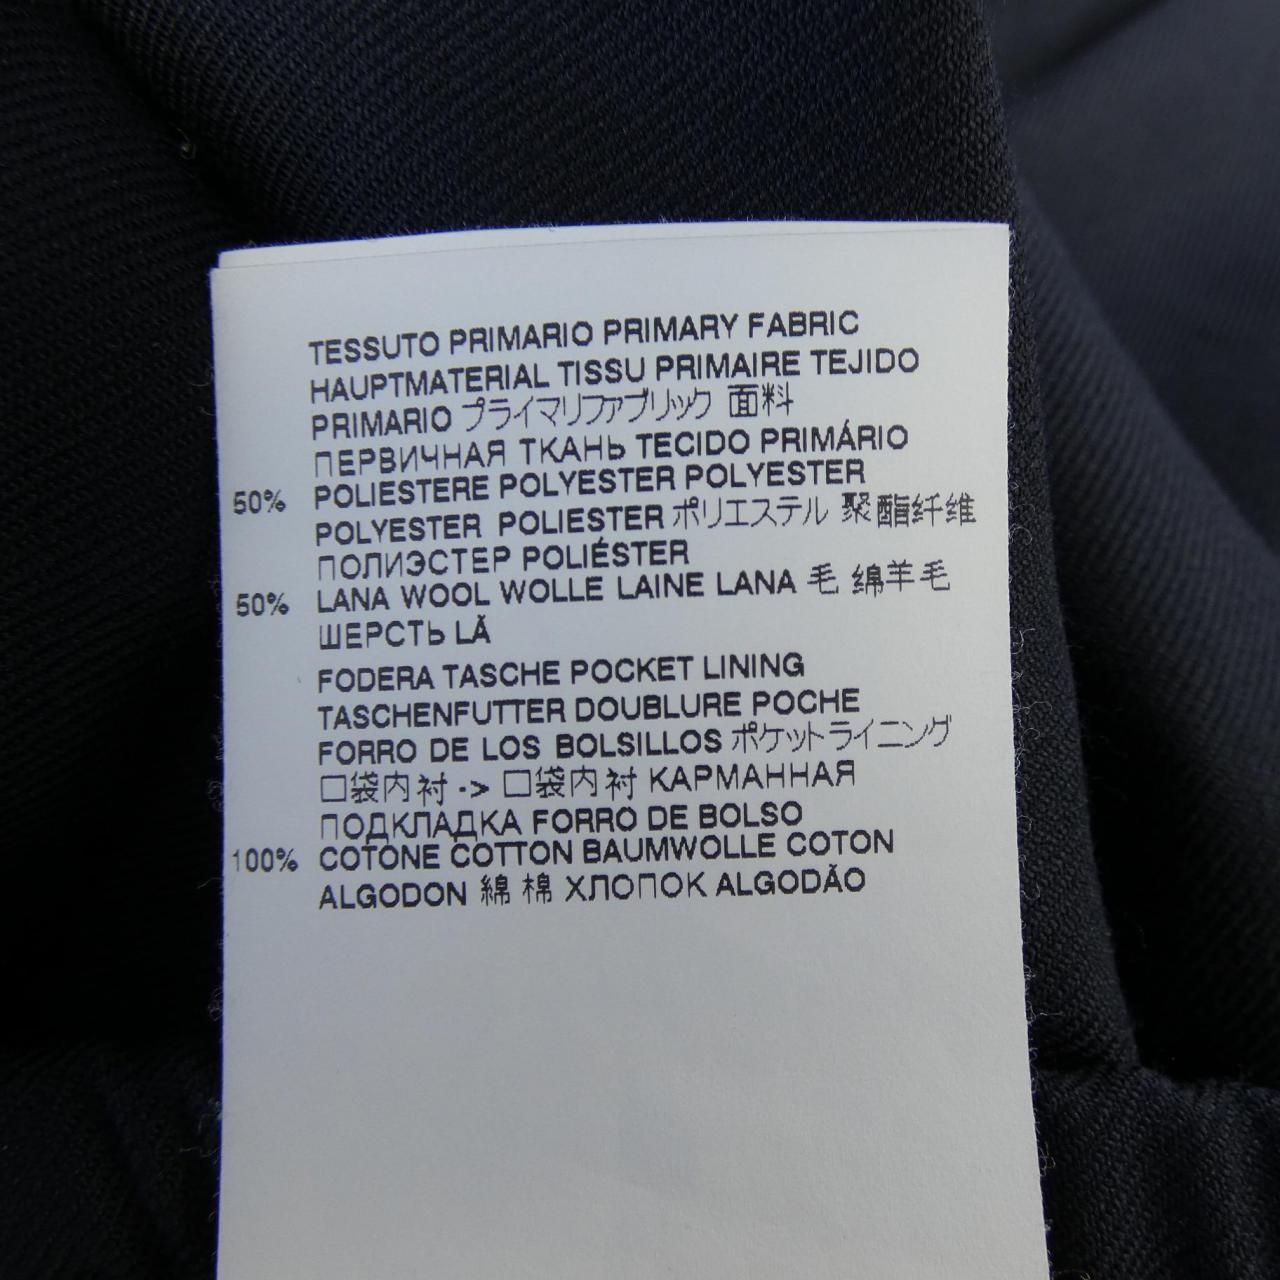 TESSUTO PRIMARIO PRIMARY FABRIC
HAUPTMATERIAL TISSU PRIMAIRE TEJIDO
PRIMARIO プライマリファブリック 面料
ПЕРВИЧНАЯ ТКАНЬ TECIDO PRIMÁRIO
50% POLIESTERE POLYESTER POLYESTER
POLYESTER POLIESTER ポリエステル 聚酯纤维
ПОЛИЭСТЕР POLIÉSTER
50% LANA WOOL WOLLE LAINE LANA 毛 绵羊毛
ШЕРСТЬ LÃ
FODERA TASCHE POCKET LINING
TASCHENFUTTER DOUBLURE POCHE
FORRO DE LOS BOLSILLOS ポケットライニング
口袋内衬 -> 口袋内衬 КАРМАННАЯ
ПОДКЛАДКА FORRO DE BOLSO
100% COTONE COTTON BAUMWOLLE COTON
ALGODON 綿 棉 ХЛОПОК ALGODÃO